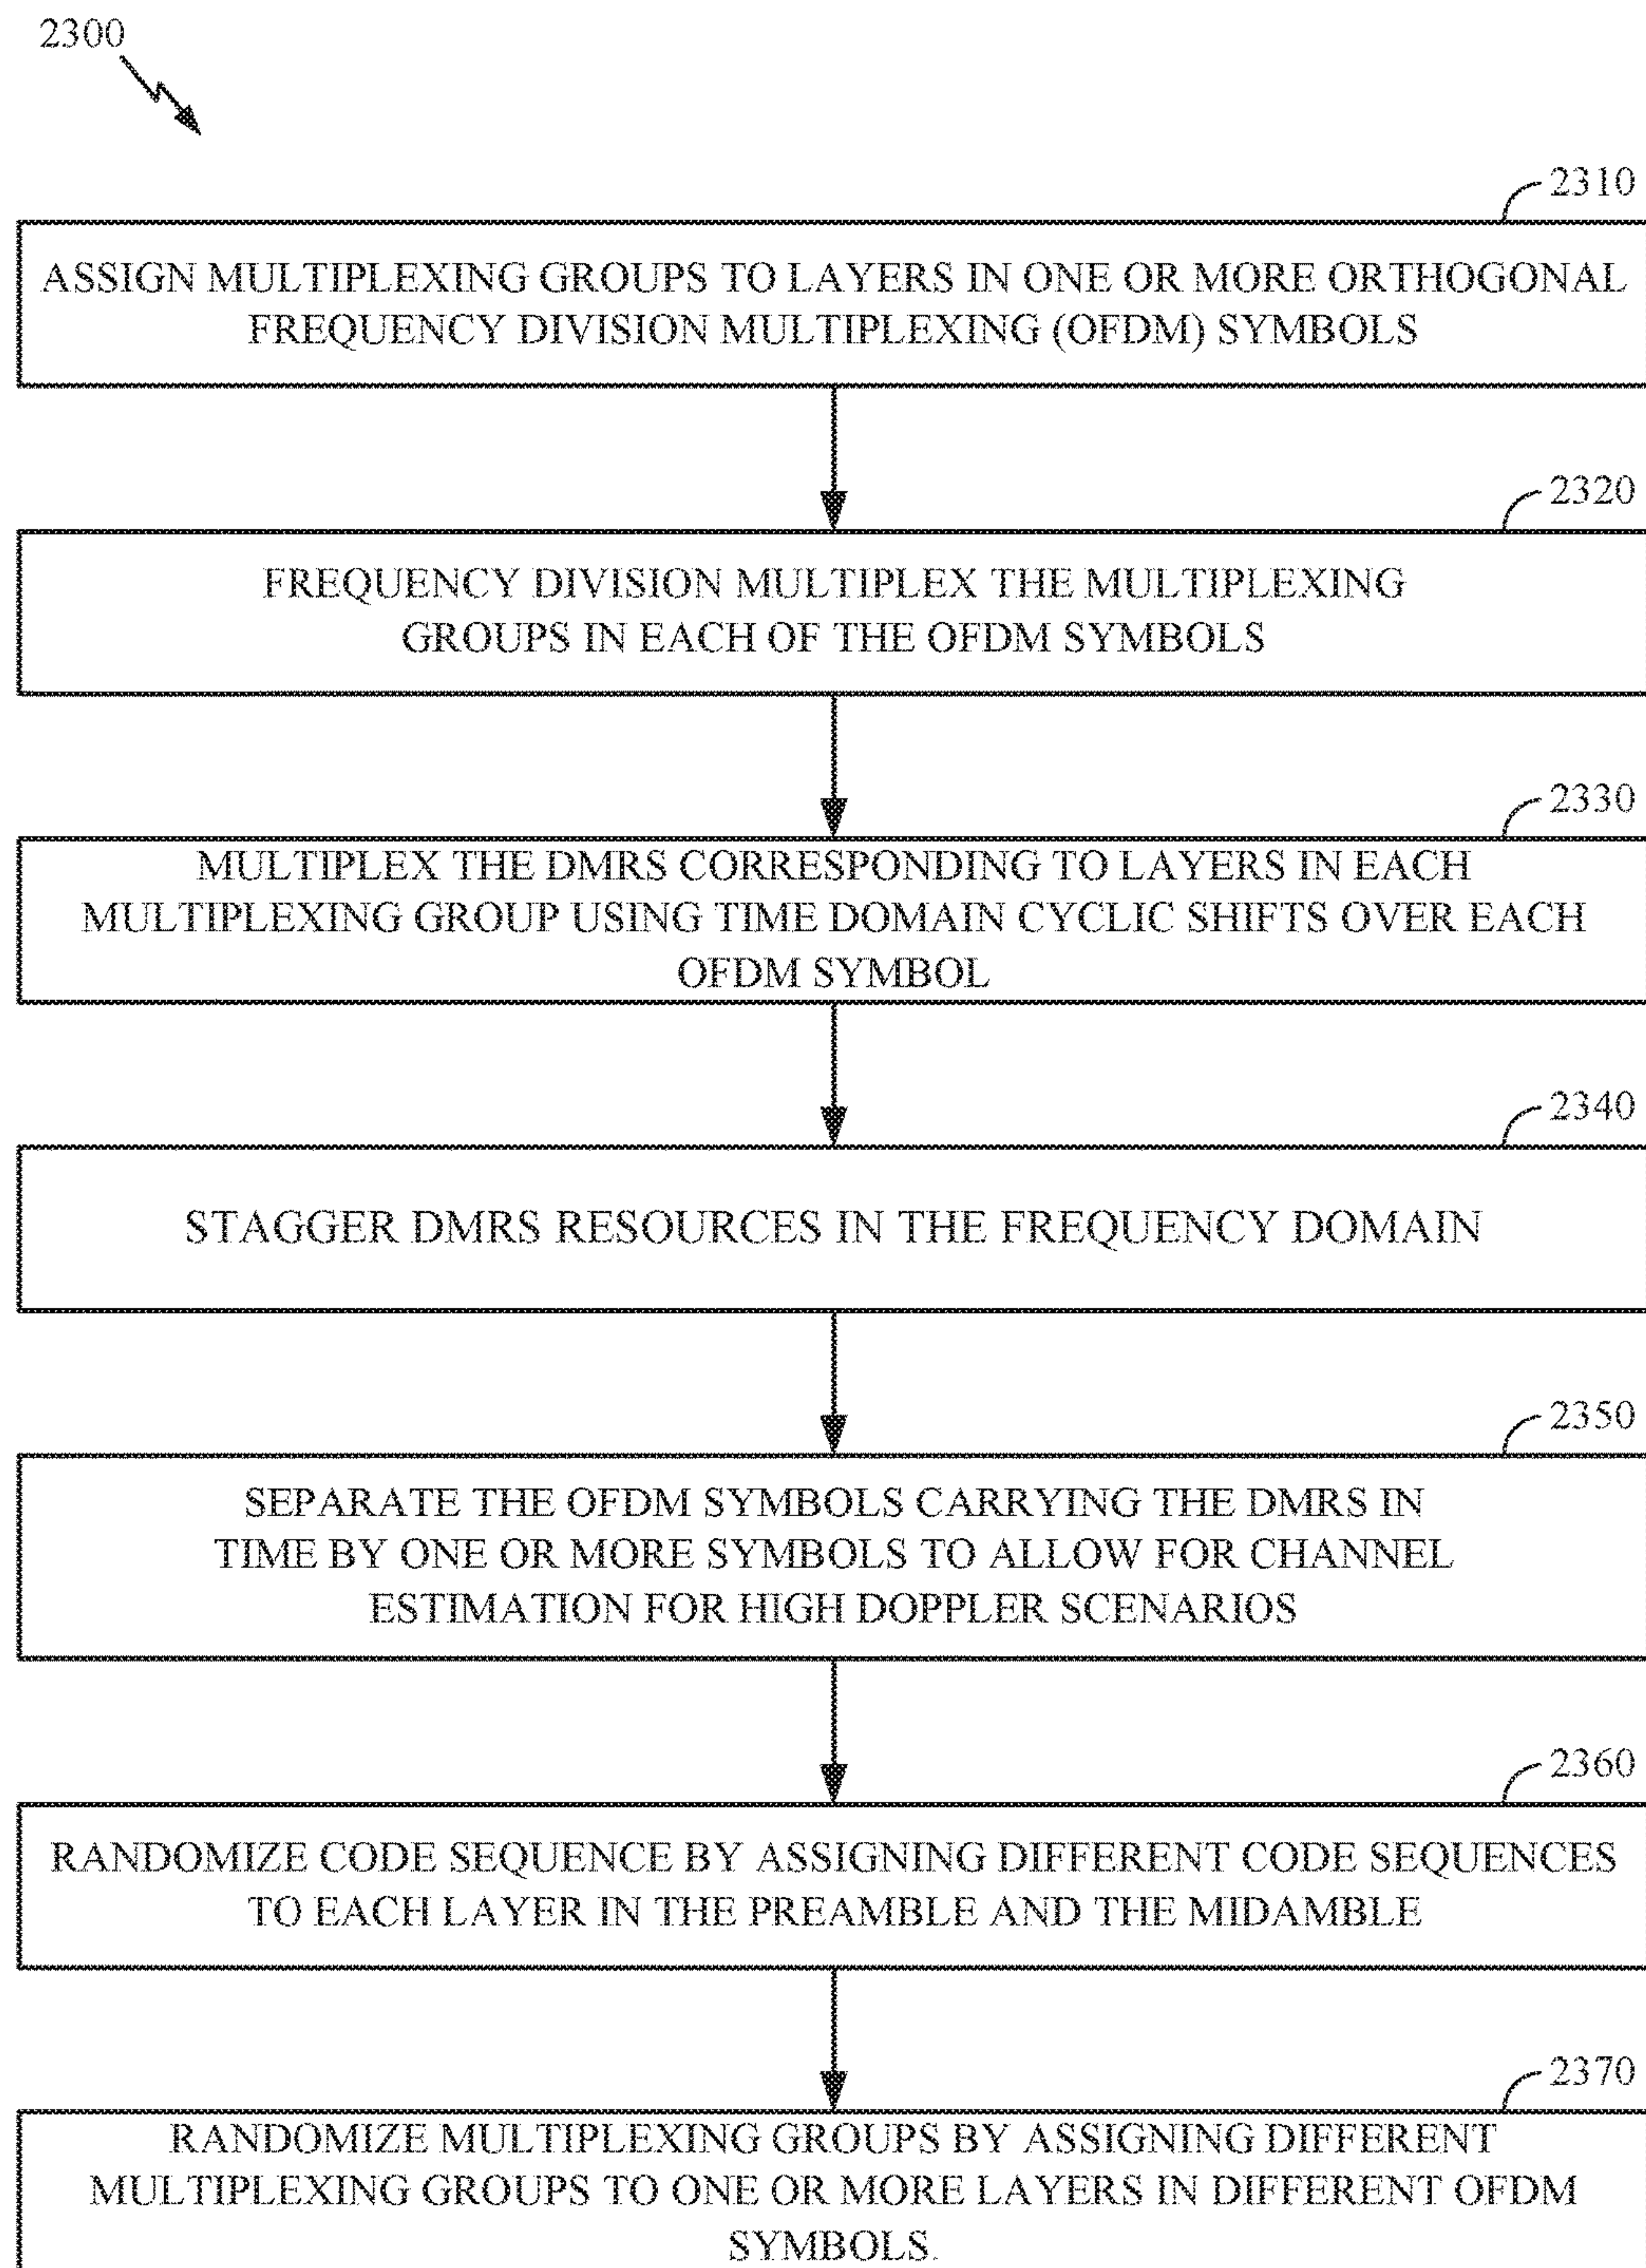 2300
2310
ASSIGN MULTIPLEXING GROUPS TO LAYERS IN ONE OR MORE ORTHOGONAL
FREQUENCY DIVISION MULTIPLEXING (OFDM) SYMBOLS
2320
FREQUENCY DIVISION MULTIPLEX THE MULTIPLEXING
GROUPS IN EACH OF THE OFDM SYMBOLS
2330
MULTIPLEX THE DMRS CORRESPONDING TO LAYERS IN EACH
MULTIPLEXING GROUP USING TIME DOMAIN CYCLIC SHIFTS OVER EACH
OFDM SYMBOL
2340
STAGGER DMRS RESOURCES IN THE FREQUENCY DOMAIN
2350
SEPARATE THE OFDM SYMBOLS CARRYING THE DMRS IN
TIME BY ONE OR MORE SYMBOLS TO ALLOW FOR CHANNEL
ESTIMATION FOR HIGH DOPPLER SCENARIOS
2360
RANDOMIZE CODE SEQUENCE BY ASSIGNING DIFFERENT CODE SEQUENCES
TO EACH LAYER IN THE PREAMBLE AND THE MIDAMBLE
2370
RANDOMIZE MULTIPLEXING GROUPS BY ASSIGNING DIFFERENT
MULTIPLEXING GROUPS TO ONE OR MORE LAYERS IN DIFFERENT OFDM
SYMBOLS.